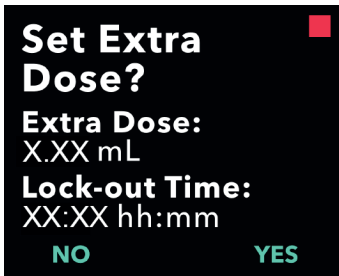 Set Extra
Dose?
Extra Dose:
X.XX mL
Lock-out Time:
XX:XX hh:mm
NO YES